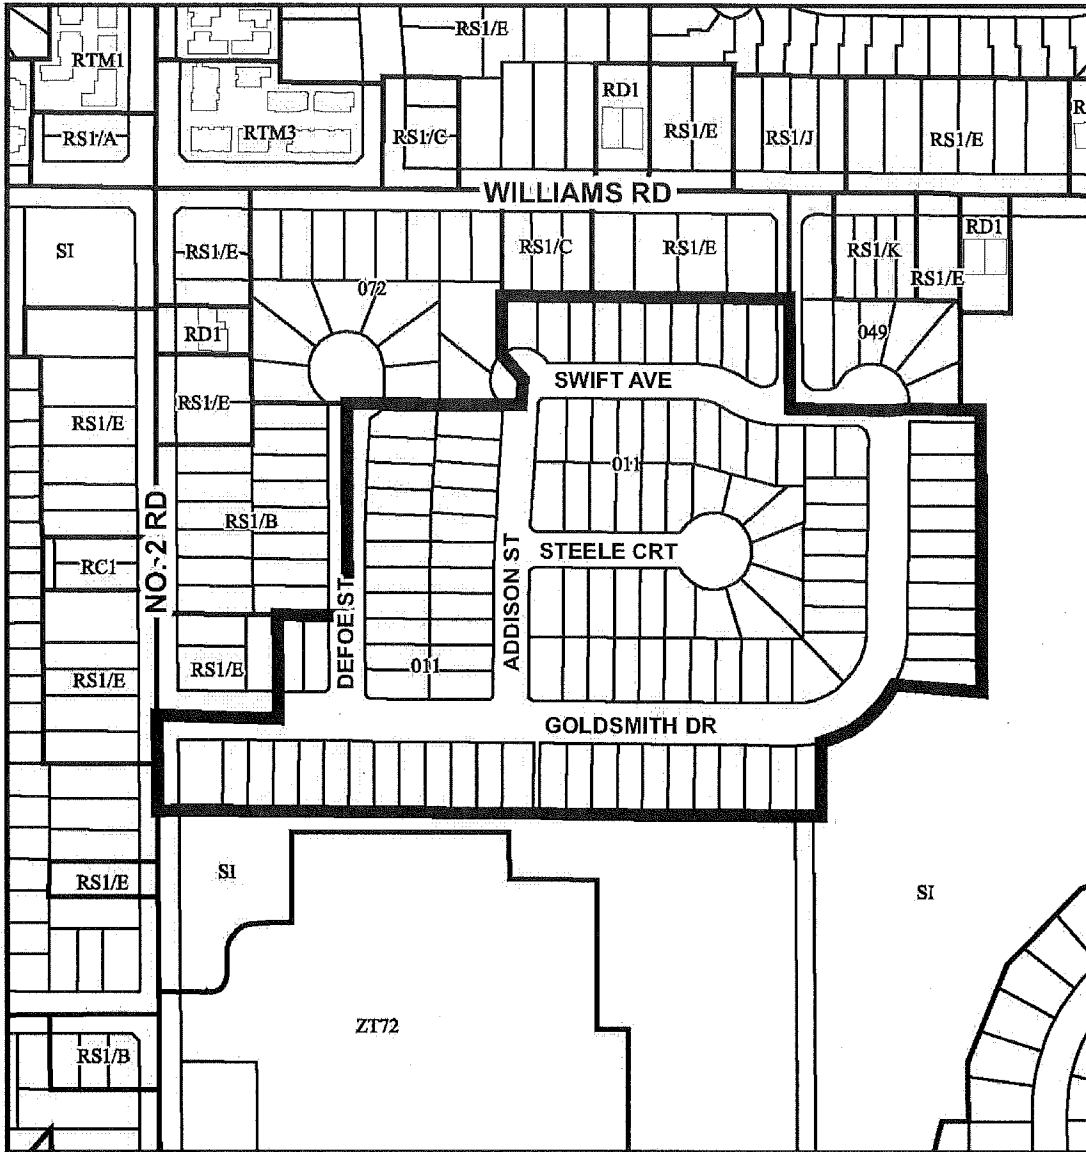 RS1/E
RTM1
RD1
R
RS1/A
RTM3
RS1/C
RS1/E
RS1/J
RS1/E
WILLIAMS RD
SI
RS1/E
RS1/C
RS1/E
RS1/K
RD1
RS1/E
072
RD1
049
SWIFT AVE
RS1/E
RS1/E
011
RS1/B
NO. 2 RD
STEELE CRT
RC1
ADDISON ST
DEFOE ST
RS1/E
011
RS1/E
GOLDSMITH DR
SI
RS1/E
SI
ZT72
RS1/B